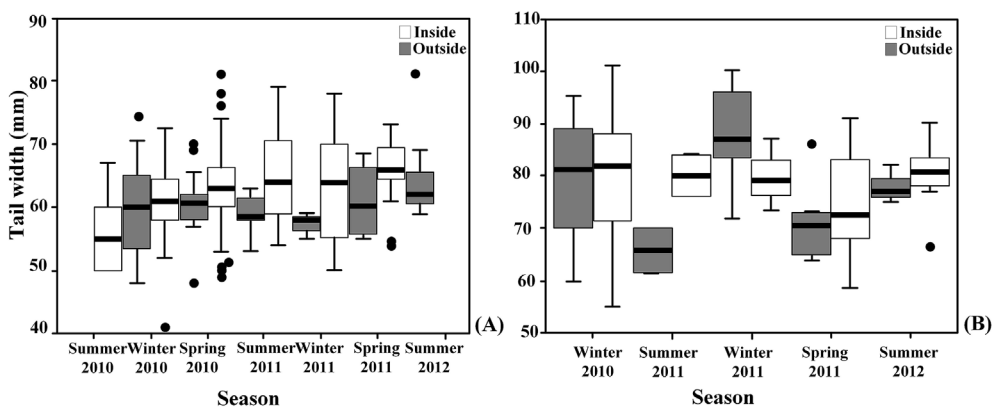 90
80
70
60
50
40
Tail width (mm)
Inside
Outside
Summer Winter Spring Summer Winter Spring Summer
2010 2010 2010 2011 2011 2011 2012
Season
(A)
110
100
90
80
70
60
50
Inside
Outside
Winter Summer Winter Spring Summer
2010 2011 2011 2011 2012
Season
(B)